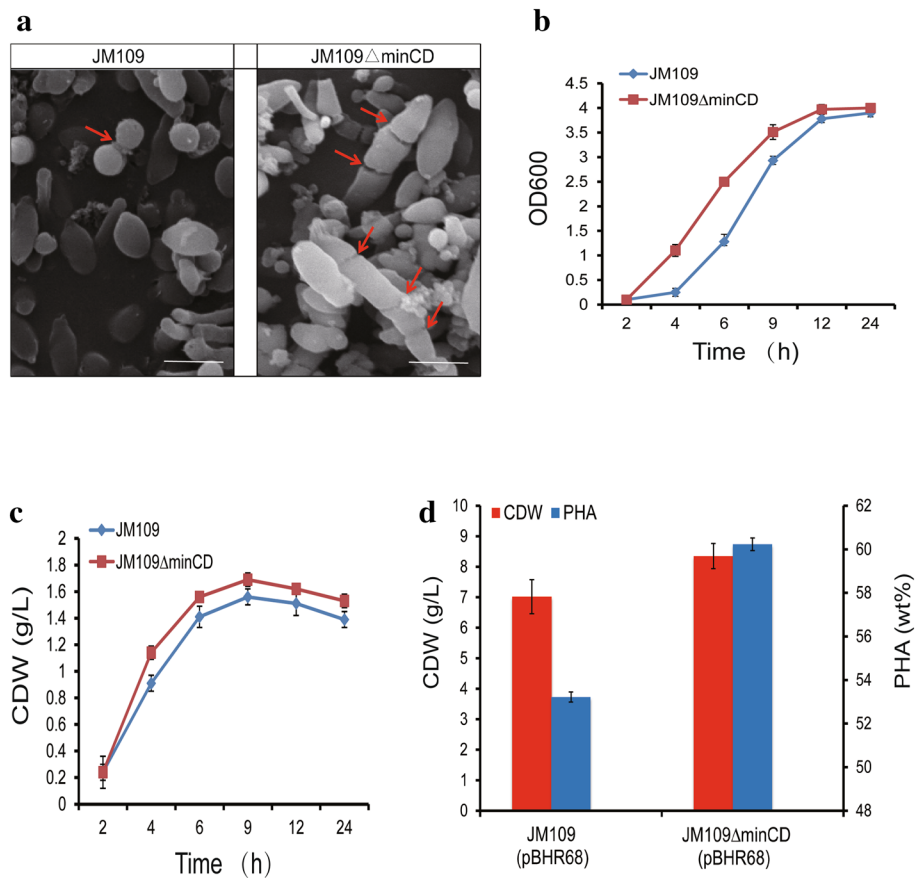 a
JM109
JM109△minCD
b
JM109
JM109ΔminCD
4.5
4
3.5
3
2.5
2
1.5
1
0.5
0
OD600
2 4 6 9 12 24
Time (h)
c
JM109
JM109ΔminCD
2
1.8
1.6
1.4
1.2
1
0.8
0.6
0.4
0.2
0
CDW (g/L)
2 4 6 9 12 24
Time (h)
d
CDW PHA
10
9
8
7
6
5
4
3
2
1
0
CDW (g/L)
62
60
58
56
54
52
50
48
PHA (wt%)
JM109
(pBHR68)
JM109ΔminCD
(pBHR68)